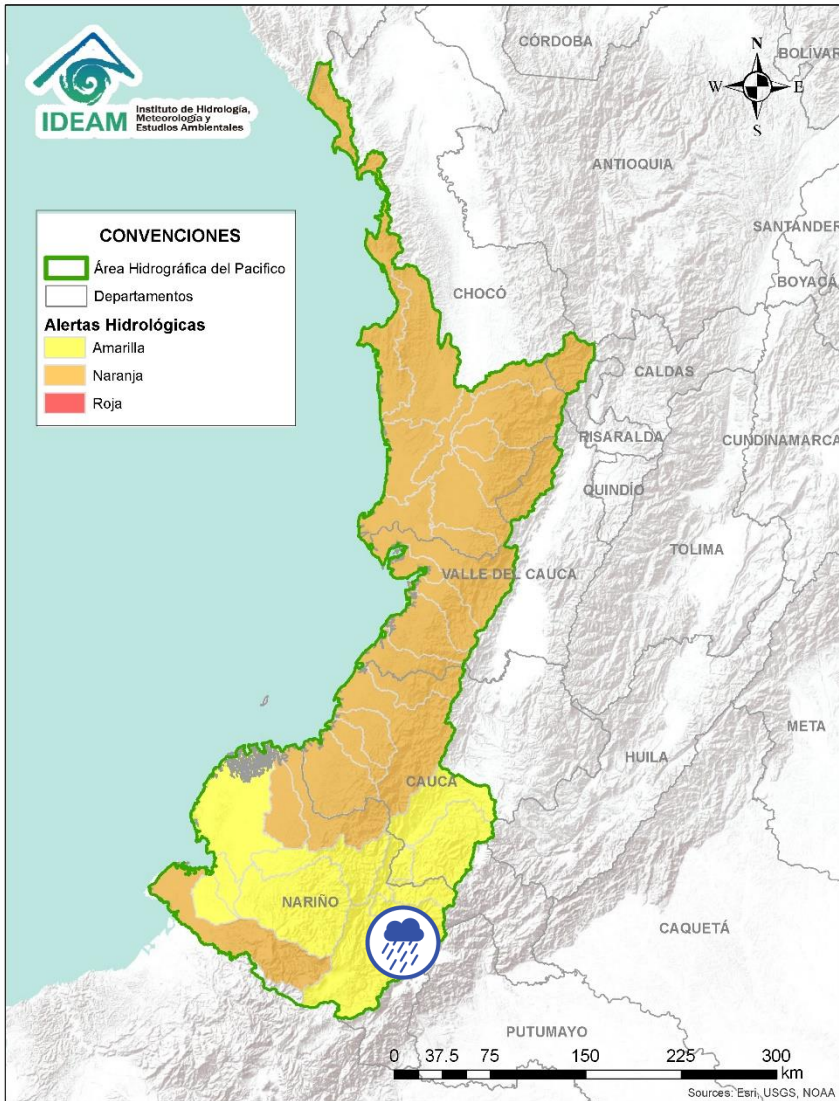 IDEAM
Instituto de Hidrología,
Meteorología y
Estudios Ambientales
CÓRDOBA
BOLÍVAR
N
W E
S
ANTIOQUIA
SANTANDER
BOYACÁ
CONVENCIONES
Área Hidrográfica del Pacifico
Departamentos
Alertas Hidrológicas
Amarilla
Naranja
Roja
CHOCÓ
CALDAS
RISARALDA
CUNDINAMARCA
QUINDÍO
TOLIMA
VALLE DEL CAUCA
META
HUILA
CAUCA
NARIÑO
CAQUETÁ
PUTUMAYO
0 37.5 75 150 225 300
km
Sources: Esri, USGS, NOAA